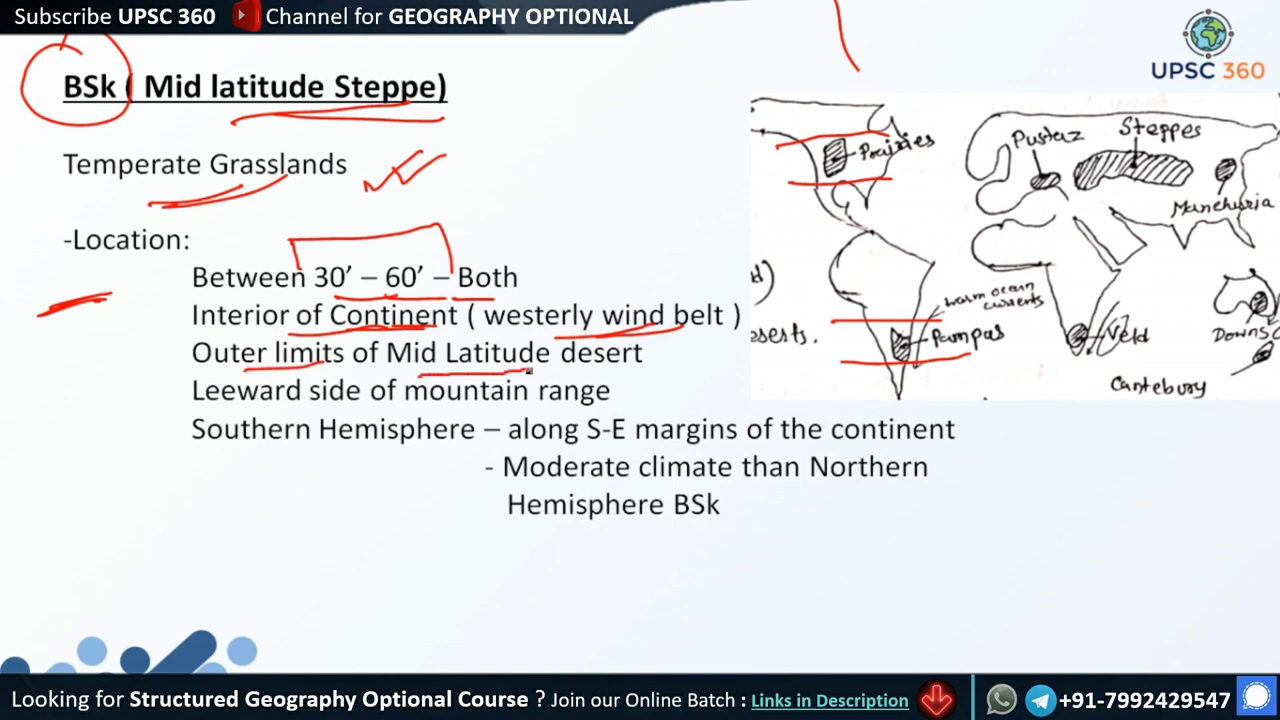 Subscribe UPSC 360 Channel for GEOGRAPHY OPTIONAL
UPSC 360
BSk ( Mid latitude Steppe)
Temperate Grasslands
-Location:
Between 30’ – 60’ – Both
Interior of Continent ( westerly wind belt )
Outer limits of Mid Latitude desert
Leeward side of mountain range
Southern Hemisphere – along S-E margins of the continent
- Moderate climate than Northern
Hemisphere BSk
Prairies
Pustaz
Steppes
Manchuria
d)
warm ocean
currents
eserts.
Pampas
Veld
Downs
Cantebury
Looking for Structured Geography Optional Course ? Join our Online Batch : Links in Description
+91-7992429547